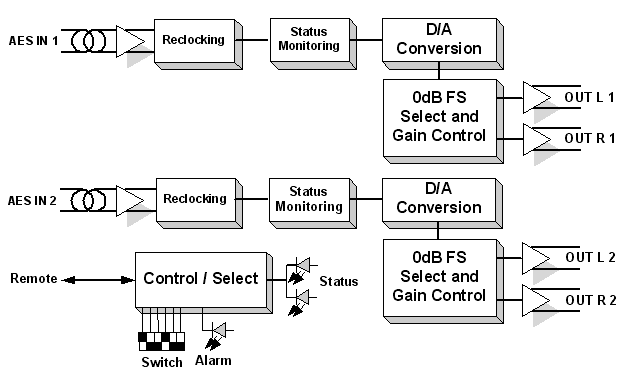 AES IN 1
Reclocking
Status
Monitoring
D/A
Conversion
0dB FS
Select and
Gain Control
OUT L 1
OUT R 1
AES IN 2
Reclocking
Status
Monitoring
D/A
Conversion
0dB FS
Select and
Gain Control
OUT L 2
OUT R 2
Remote
Control / Select
Status
Switch
Alarm